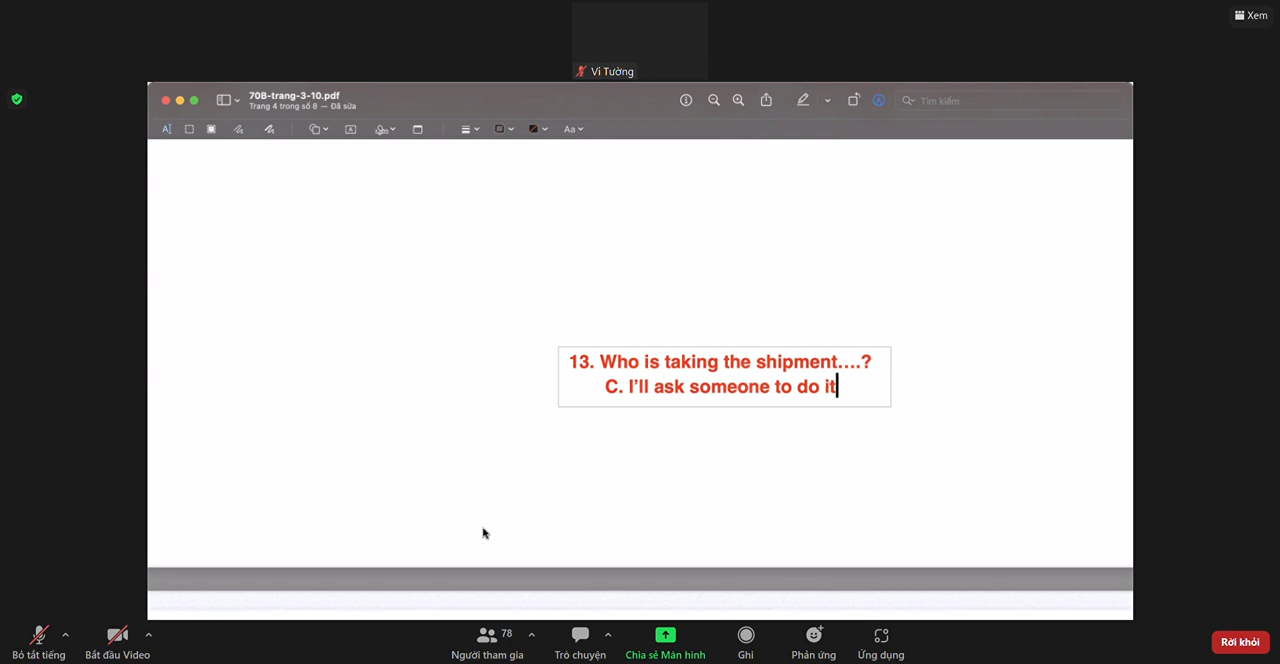 Xem
Vi Tường
70B-trang-3-10.pdf
Trang 4 trong số 8 — Đã sửa
Tìm kiếm
Aa
13. Who is taking the shipment....?
C. I'll ask someone to do it
Bỏ tắt tiếng
Bắt đầu Video
78
Người tham gia
Trò chuyện
Chia sẻ Màn hình
Ghi
Phản ứng
Ứng dụng
Rời khỏi